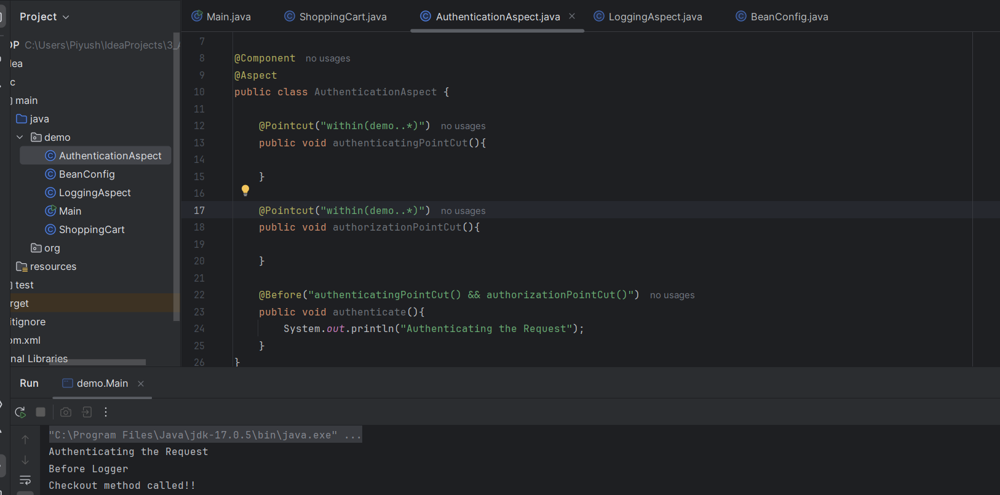 Project
Main.java
ShoppingCart.java
AuthenticationAspect.java
LoggingAspect.java
BeanConfig.java
OP C:\Users\Piyush\IdeaProjects\3_A
lea
c
main
java
demo
AuthenticationAspect
BeanConfig
LoggingAspect
Main
ShoppingCart
org
resources
test
rget
itignore
om.xml
nal Libraries
7
8 @Component no usages
9 @Aspect
10 public class AuthenticationAspect {
11
12 @Pointcut("within(demo..*)") no usages
13 public void authenticatingPointCut(){
14
15 }
16
17 @Pointcut("within(demo..*)") no usages
18 public void authorizationPointCut(){
19
20 }
21
22 @Before("authenticatingPointCut() && authorizationPointCut()") no usages
23 public void authenticate(){
24 System.out.println("Authenticating the Request");
25 }
26 }
Run
demo.Main
"C:\Program Files\Java\jdk-17.0.5\bin\java.exe" ...
Authenticating the Request
Before Logger
Checkout method called!!